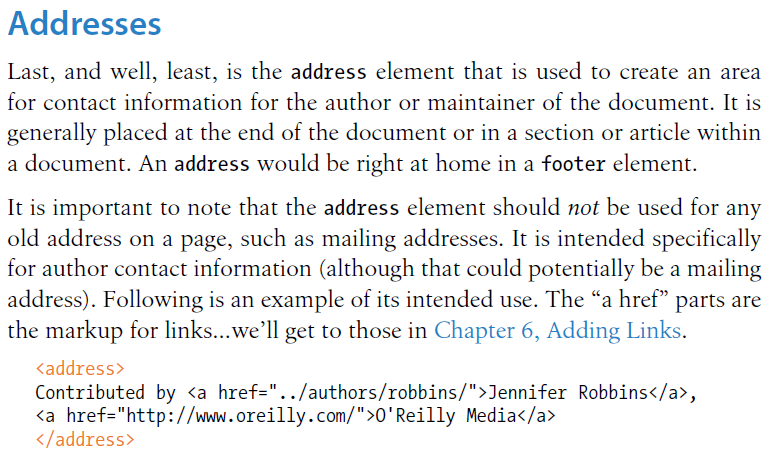 Addresses
Last, and well, least, is the address element that is used to create an area
for contact information for the author or maintainer of the document. It is
generally placed at the end of the document or in a section or article within
a document. An address would be right at home in a footer element.
It is important to note that the address element should not be used for any
old address on a page, such as mailing addresses. It is intended specifically
for author contact information (although that could potentially be a mailing
address). Following is an example of its intended use. The “a href” parts are
the markup for links...we’ll get to those in Chapter 6, Adding Links.
<address>
Contributed by <a href="../authors/robbins/">Jennifer Robbins</a>,
<a href="http://www.oreilly.com/">O'Reilly Media</a>
</address>